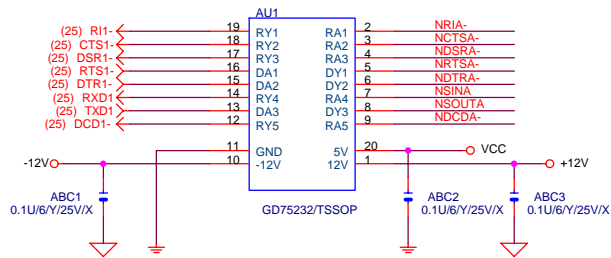 AU1
(25) RI1- 19 RY1 RA1 2 NRIA-
(25) CTS1- 18 RY2 RA2 3 NCTSA-
(25) DSR1- 17 RY3 RA3 4 NDSRA-
(25) RTS1- 16 DA1 DY1 5 NRTSA-
(25) DTR1- 15 DA2 DY2 6 NDTRA-
(25) RXD1 14 RY4 RA4 7 NSINA
(25) TXD1 13 DA3 DY3 8 NSOUTA
(25) DCD1- 12 RY5 RA5 9 NDCDA-
11 GND 5V 20 VCC
-12V 10 -12V 12V 1 +12V
ABC1
0.1U/6/Y/25V/X
GD75232/TSSOP
ABC2
0.1U/6/Y/25V/X
ABC3
0.1U/6/Y/25V/X